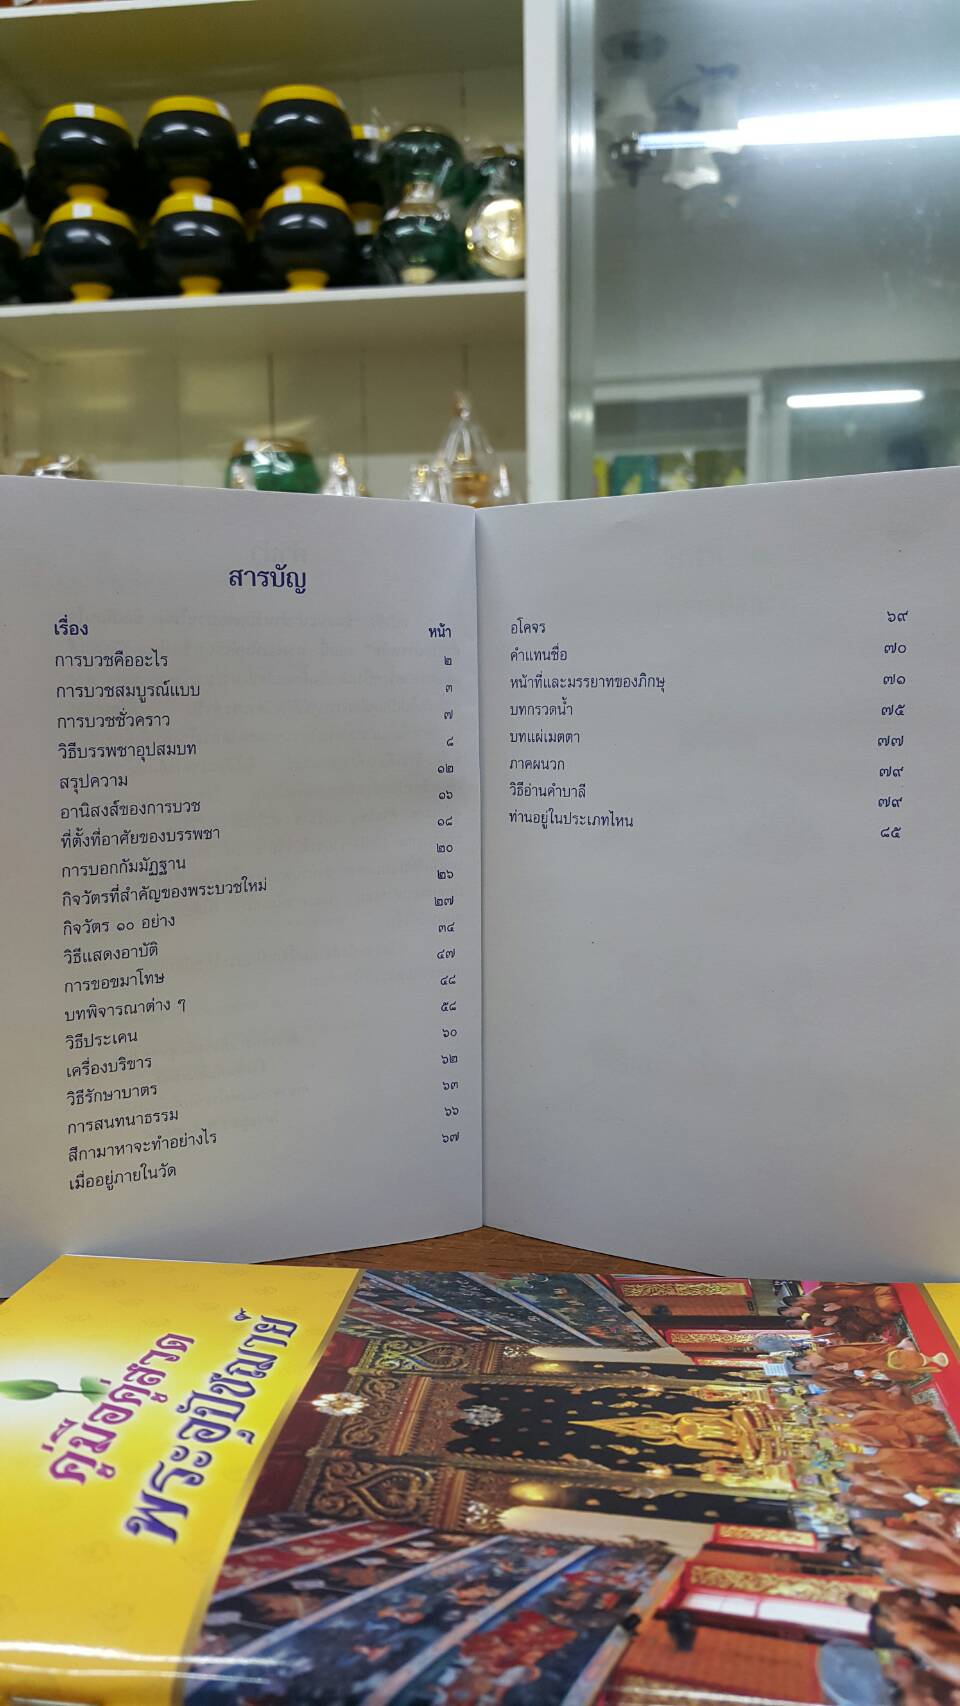 สารบัญ
เรื่อง หน้า
การบวชคืออะไร ๒
การบวชสมบูรณ์แบบ ๓
การบวชชั่วคราว ๗
วิธีบรรพชาอุปสมบท ๘
สรุปความ ๑๒
อานิสงส์ของการบวช ๑๖
ที่ตั้งที่อาศัยของบรรพชา ๑๘
การบอกกัมมัฏฐาน ๒๐
กิจวัตรที่สำคัญของพระบวชใหม่ ๒๖
กิจวัตร ๑๐ อย่าง ๒๗
วิธีแสดงอาบัติ ๓๔
การขอขมาโทษ ๔๗
บทพิจารณาต่าง ๆ ๔๘
วิธีประเคน ๕๘
เครื่องบริขาร ๖๐
วิธีรักษาบาตร ๖๒
การสนทนาธรรม ๖๓
สีกามาหาจะทำอย่างไร ๖๖
เมื่ออยู่ภายในวัด ๖๗
อโคจร ๖๙
คำแทนชื่อ ๗๐
หน้าที่และมรรยาทของภิกษุ ๗๑
บทกรวดน้ำ ๗๕
บทแผ่เมตตา ๗๗
ภาคผนวก ๗๙
วิธีอ่านคำบาลี ๗๙
ท่านอยู่ในประเภทไหน ๘๕
คู่มือคู่สวด
พระอุปัชฌาย์